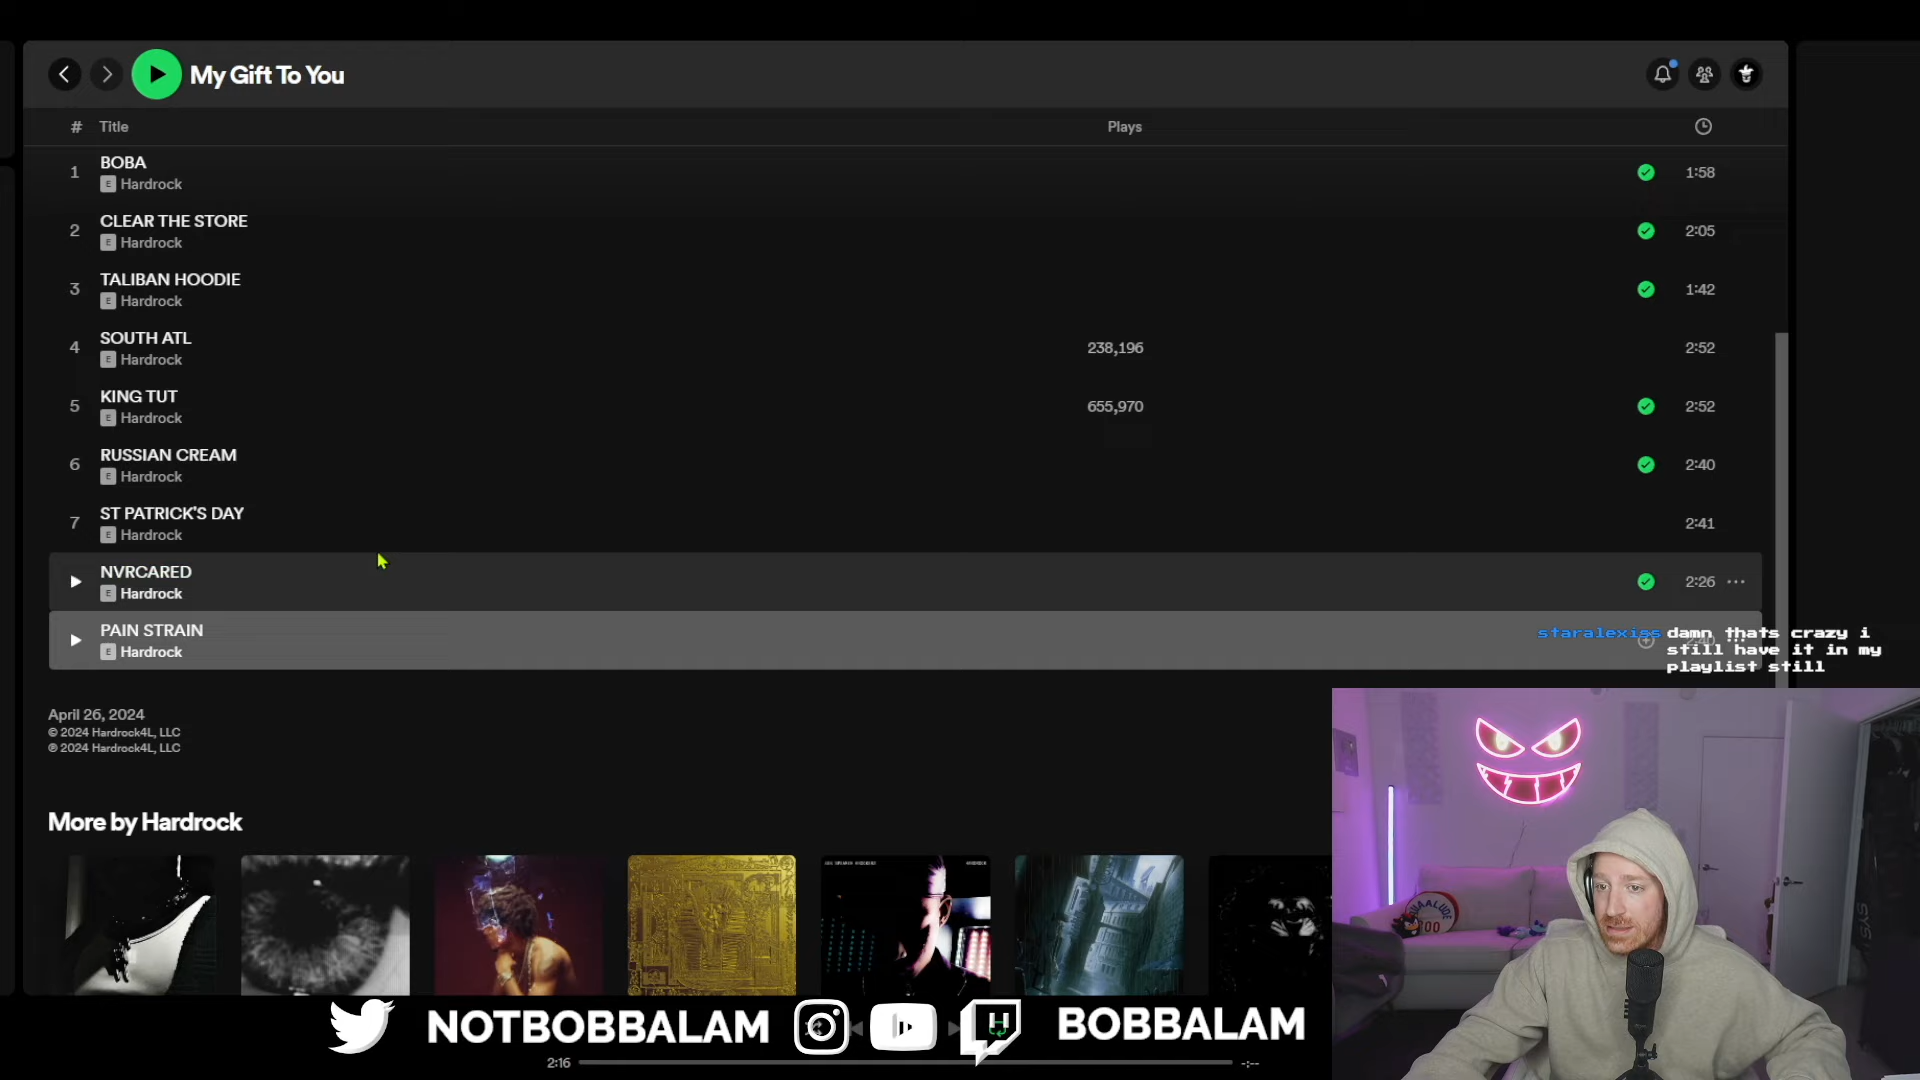 My Gift To You
# Title Plays
1 BOBA 1:58
E Hardrock
2 CLEAR THE STORE 2:05
E Hardrock
3 TALIBAN HOODIE 1:42
E Hardrock
4 SOUTH ATL 238,196 2:52
E Hardrock
5 KING TUT 655,970 2:52
E Hardrock
6 RUSSIAN CREAM 2:40
E Hardrock
7 ST PATRICK'S DAY 2:41
E Hardrock
NVRCARED 2:26
E Hardrock
PAIN STRAIN
E Hardrock
staralexiss damn thats crazy i
still have it in my
playlist still
April 26, 2024
© 2024 Hardrock4L, LLC
℗ 2024 Hardrock4L, LLC
More by Hardrock
NOTBOBBALAM BOBBALAM
2:16 -:--